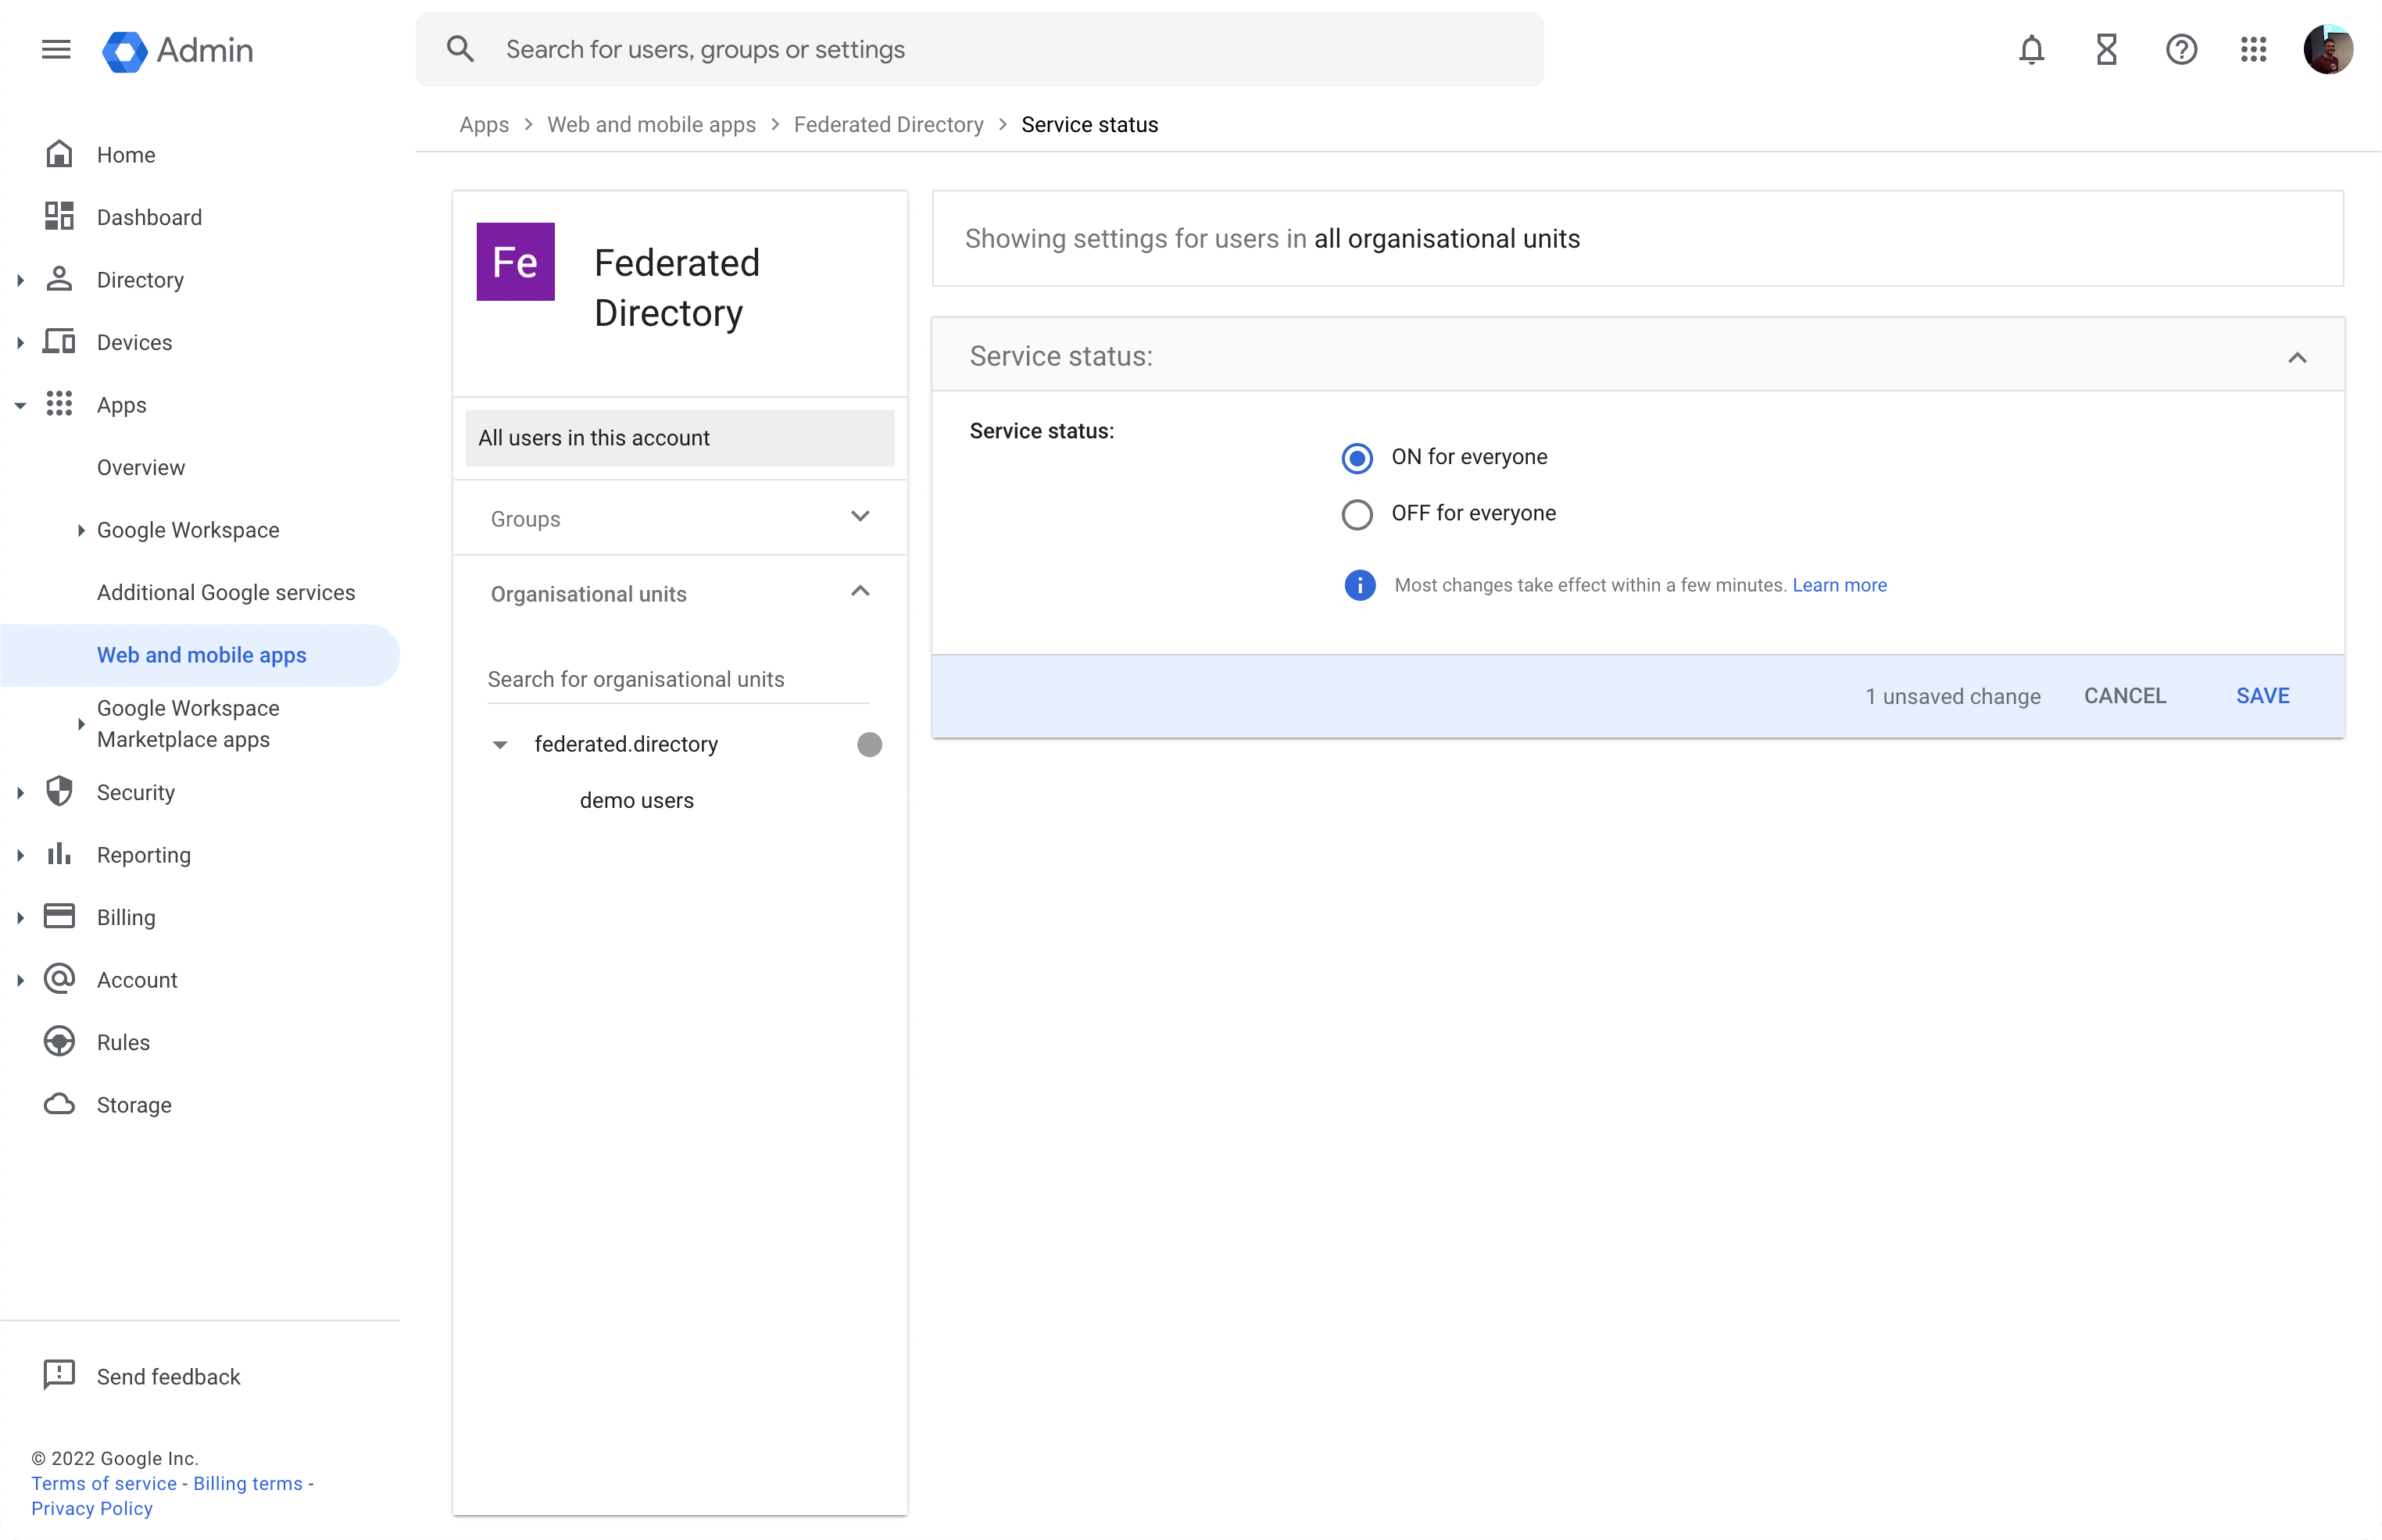 Admin
Search for users, groups or settings
Apps > Web and mobile apps > Federated Directory > Service status
Home
Dashboard
Directory
Devices
Apps
Overview
Google Workspace
Additional Google services
Web and mobile apps
Google Workspace
Marketplace apps
Security
Reporting
Billing
Account
Rules
Storage
Send feedback
© 2022 Google Inc.
Terms of service - Billing terms -
Privacy Policy
Fe
Federated
Directory
All users in this account
Groups
Organisational units
Search for organisational units
federated.directory
demo users
Showing settings for users in all organisational units
Service status:
Service status:
ON for everyone
OFF for everyone
Most changes take effect within a few minutes. Learn more
1 unsaved change CANCEL SAVE